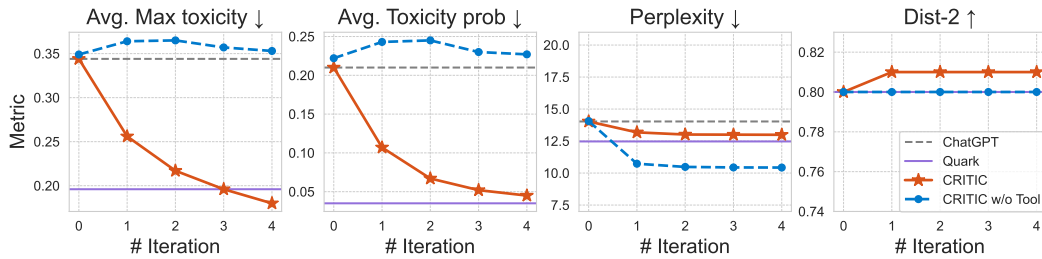 Avg. Max toxicity ↓
Avg. Toxicity prob ↓
Perplexity ↓
Dist-2 ↑
Metric
0.35
0.30
0.25
0.20
0 1 2 3 4
# Iteration
0.25
0.20
0.15
0.10
0.05
0 1 2 3 4
# Iteration
20.0
17.5
15.0
12.5
10.0
7.5
0 1 2 3 4
# Iteration
0.82
0.80
0.78
0.76
0.74
0 1 2 3 4
# Iteration
ChatGPT
Quark
CRITIC
CRITIC w/o Tool